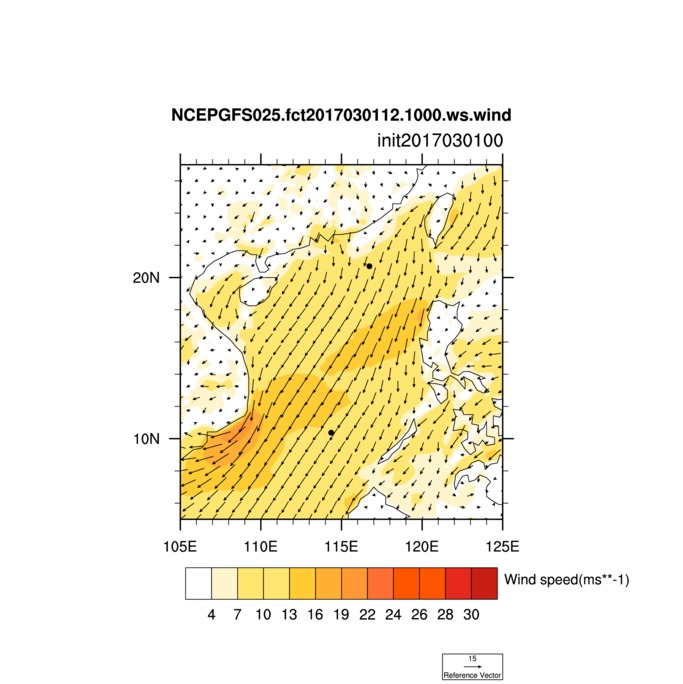 NCEPGFS025.fct2017030112.1000.ws.wind
init2017030100
20N
10N
105E 110E 115E 120E 125E
Wind speed(ms**-1)
4 7 10 13 16 19 22 24 26 28 30
15
Reference Vector